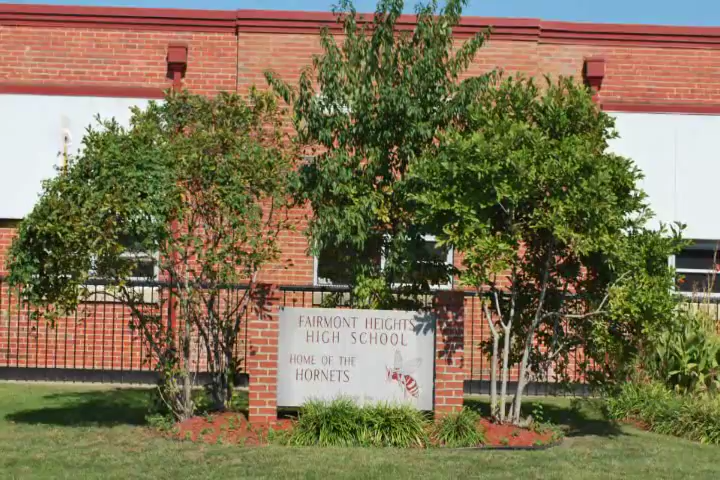 FAIRMONT HEIGHTS
HIGH SCHOOL
HOME OF THE
HORNETS